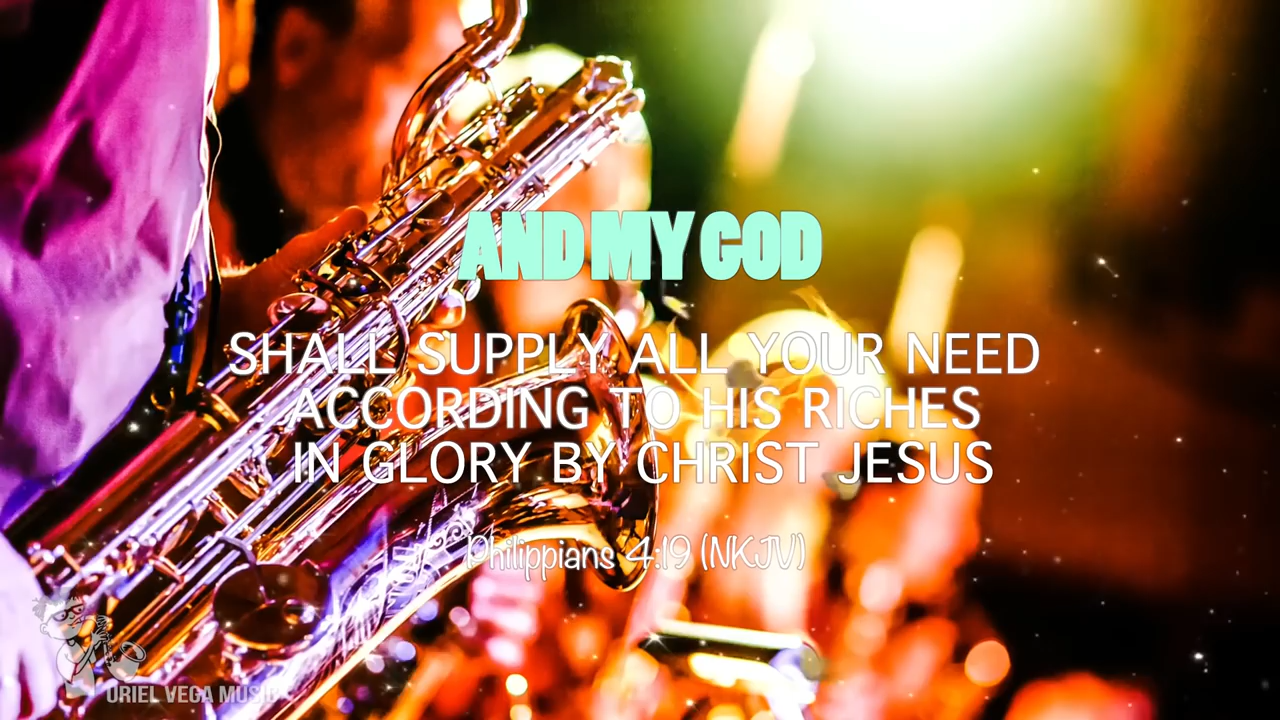 AND MY GOD
SHALL SUPPLY ALL YOUR NEED
ACCORDING TO HIS RICHES
IN GLORY BY CHRIST JESUS
Philippians 4:19 (NKJV)
ORIEL VEGA MUSIC